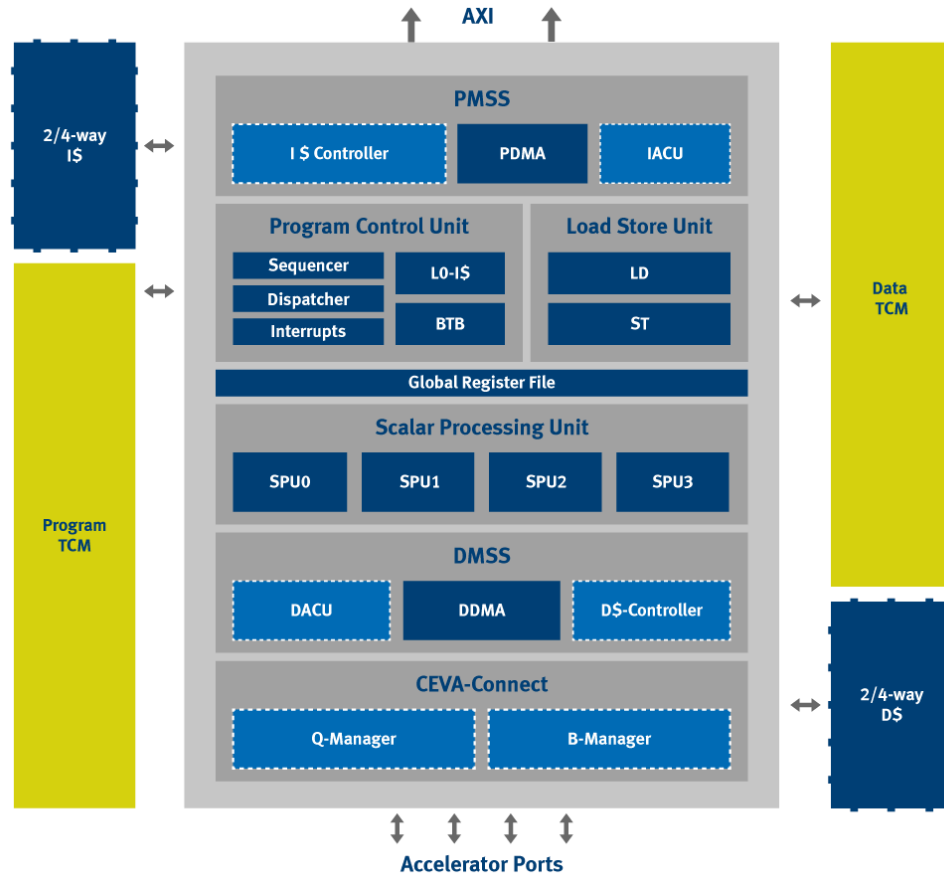 AXI
2/4-way
I$
PMSS
I $ Controller
PDMA
IACU
Program Control Unit
Sequencer
Dispatcher
Interrupts
L0-I$
BTB
Load Store Unit
LD
ST
Data
TCM
Global Register File
Scalar Processing Unit
SPU0
SPU1
SPU2
SPU3
Program
TCM
DMSS
DACU
DDMA
D$-Controller
CEVA-Connect
Q-Manager
B-Manager
2/4-way
D$
Accelerator Ports